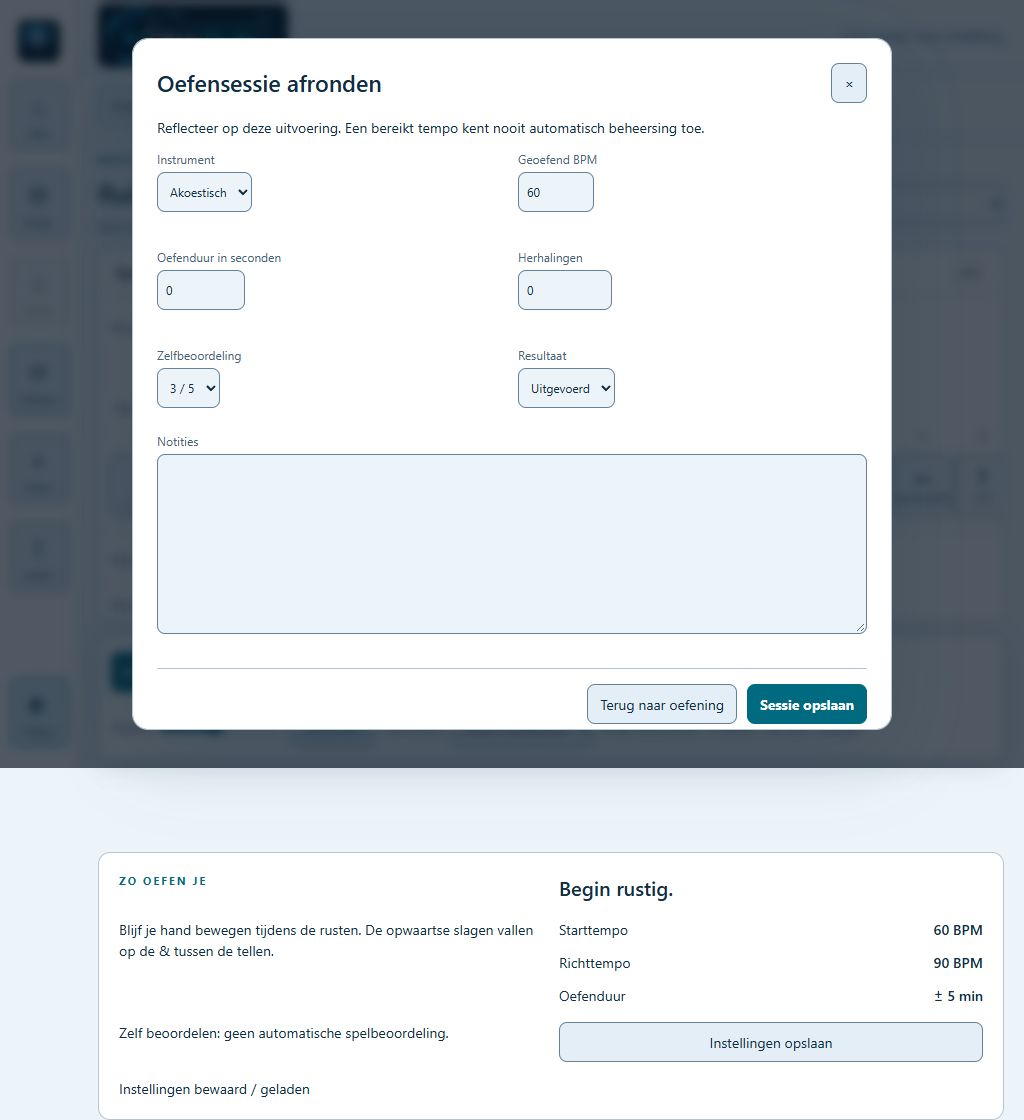 Oefensessie afronden
×
Reflecteer op deze uitvoering. Een bereikt tempo kent nooit automatisch beheersing toe.
Instrument
Geoefend BPM
Akoestisch
60
Oefenduur in seconden
Herhalingen
0
0
Zelfbeoordeling
Resultaat
3 / 5
Uitgevoerd
Notities
Terug naar oefening
Sessie opslaan
ZO OEFEN JE
Blijf je hand bewegen tijdens de rusten. De opwaartse slagen vallen
op de & tussen de tellen.
Zelf beoordelen: geen automatische spelbeoordeling.
Instellingen bewaard / geladen
Begin rustig.
Starttempo 60 BPM
Richttempo 90 BPM
Oefenduur ± 5 min
Instellingen opslaan